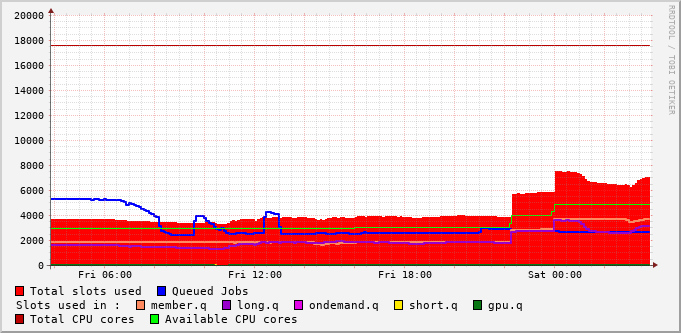 RRDTOOL / TOBI OETIKER
20000
18000
16000
14000
12000
10000
8000
6000
4000
2000
0
Fri 06:00 Fri 12:00 Fri 18:00 Sat 00:00
Total slots used Queued Jobs
Slots used in : member.q long.q ondemand.q short.q gpu.q
Total CPU cores Available CPU cores